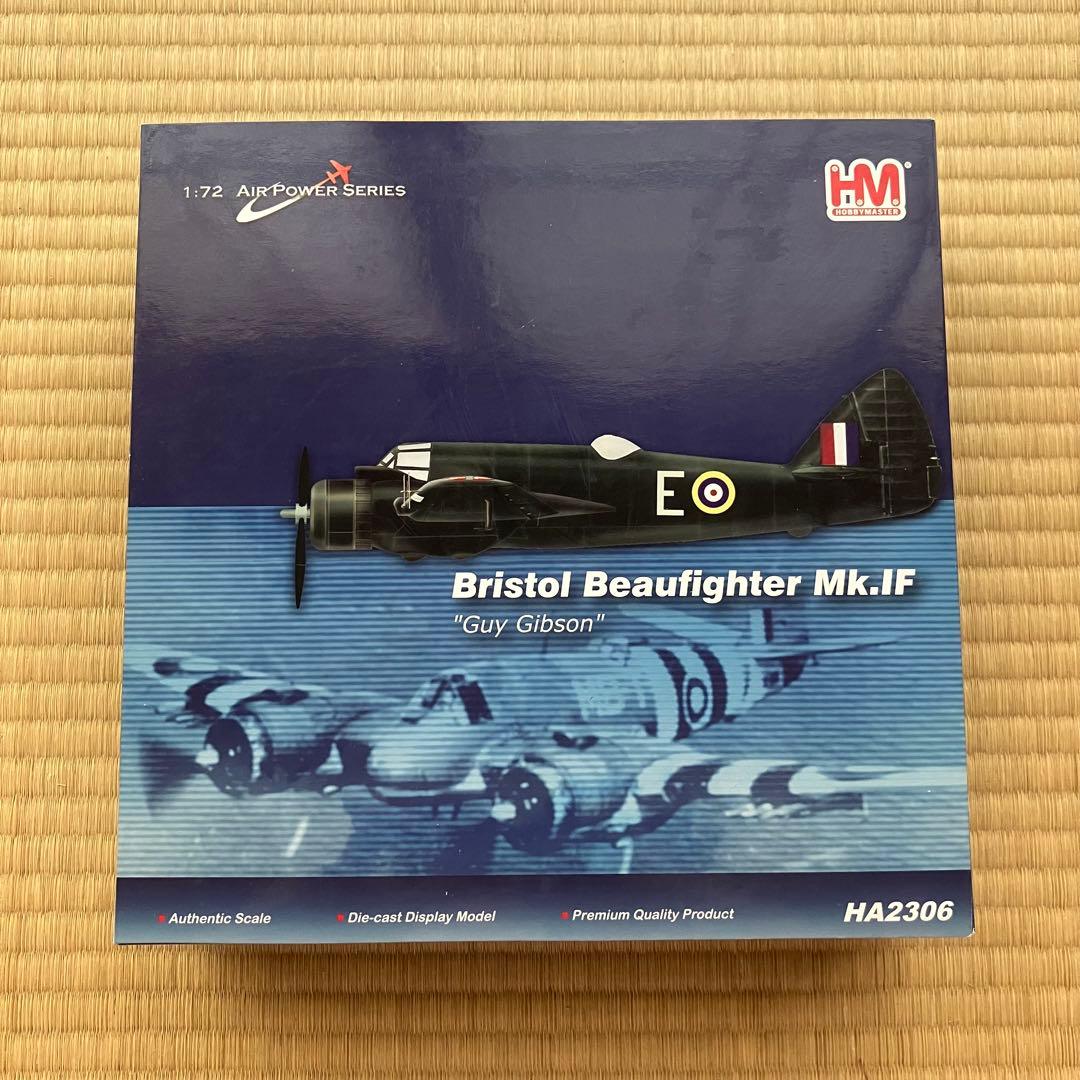 1:72 AIR POWER SERIES
HM
HOBBYMASTER
E
Bristol Beaufighter Mk.IF
"Guy Gibson"
Authentic Scale
Die-cast Display Model
Premium Quality Product
HA2306